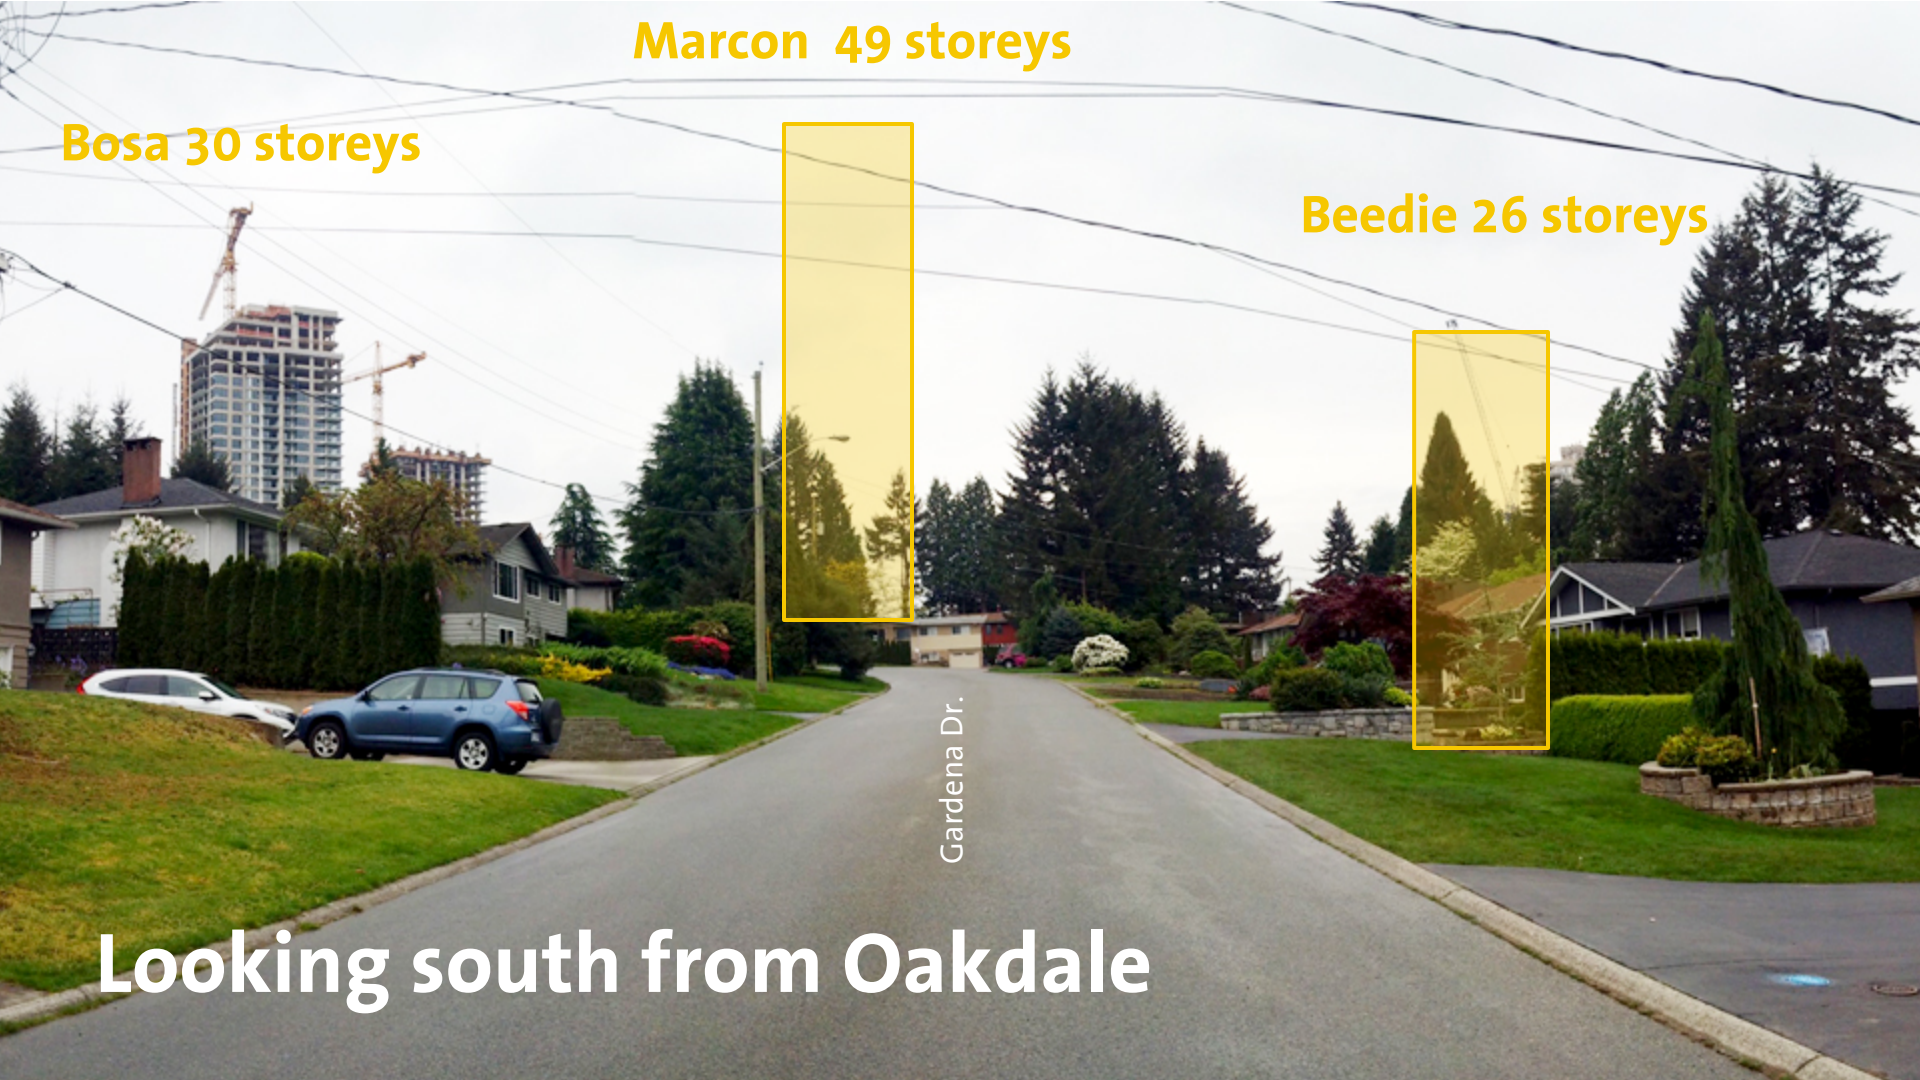 Marcon 49 storeys
Bosa 30 storeys
Beedie 26 storeys
Gardena Dr.
Looking south from Oakdale